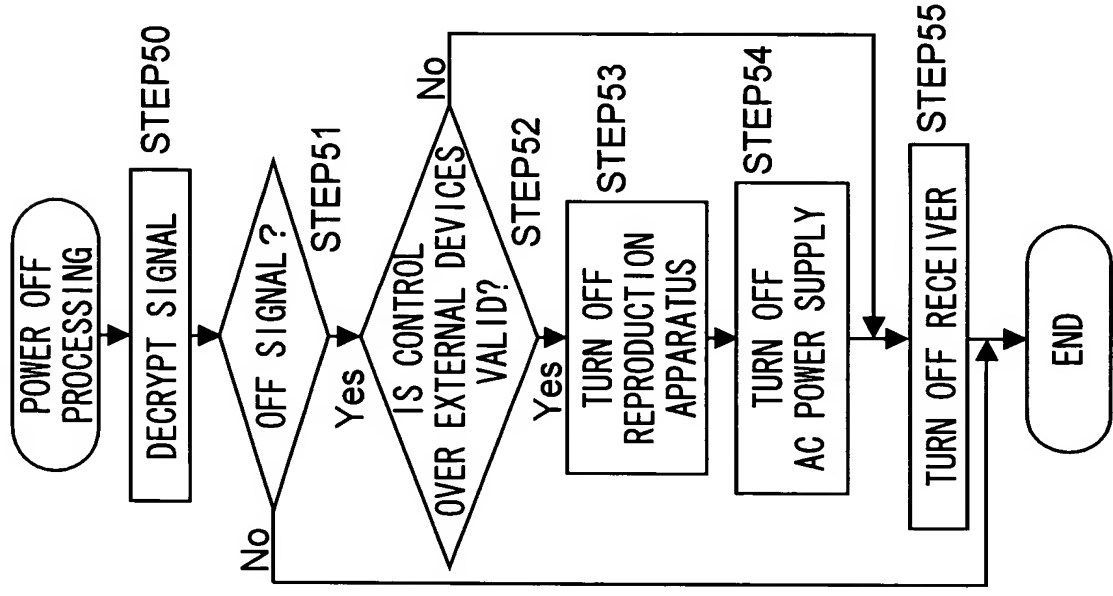 POWER OFF
PROCESSING
DECRYPT SIGNAL
STEP50
OFF SIGNAL?
STEP51
No
Yes
IS CONTROL
OVER EXTERNAL DEVICES
VALID?
STEP52
No
Yes
TURN OFF
REPRODUCTION
APPARATUS
STEP53
TURN OFF
AC POWER SUPPLY
STEP54
TURN OFF RECEIVER
STEP55
END